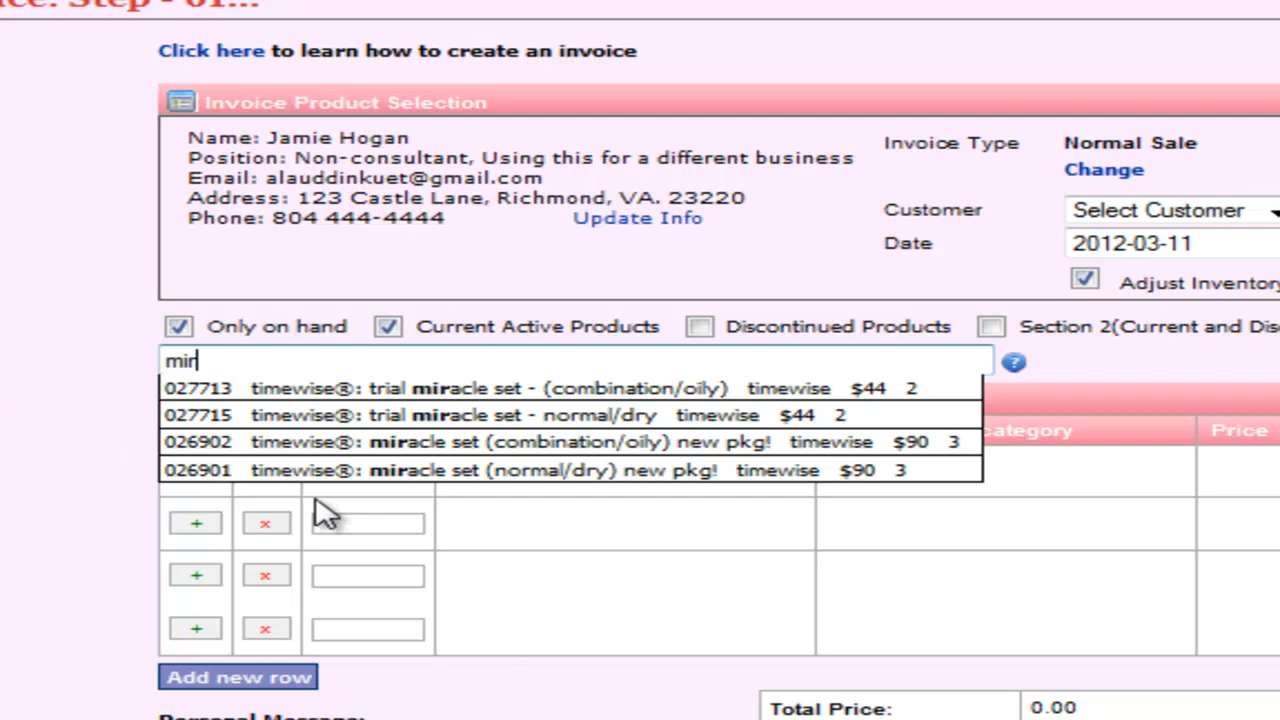 Step - 01...
Click here to learn how to create an invoice
Invoice Product Selection
Name: Jamie Hogan
Position: Non-consultant, Using this for a different business
Email: alauddinkuet@gmail.com
Address: 123 Castle Lane, Richmond, VA. 23220
Phone: 804 444-4444 Update Info
Invoice Type Normal Sale
Change
Customer Select Customer
Date 2012-03-11
Adjust Inventory
Only on hand Current Active Products Discontinued Products Section 2(Current and Dis
mir
027713 timewise®: trial miracle set - (combination/oily) timewise $44 2
027715 timewise®: trial miracle set - normal/dry timewise $44 2
026902 timewise®: miracle set (combination/oily) new pkg! timewise $90 3
026901 timewise®: miracle set (normal/dry) new pkg! timewise $90 3
category Price
+ x
+ x
+ x
Add new row
Personal Message:
Total Price: 0.00